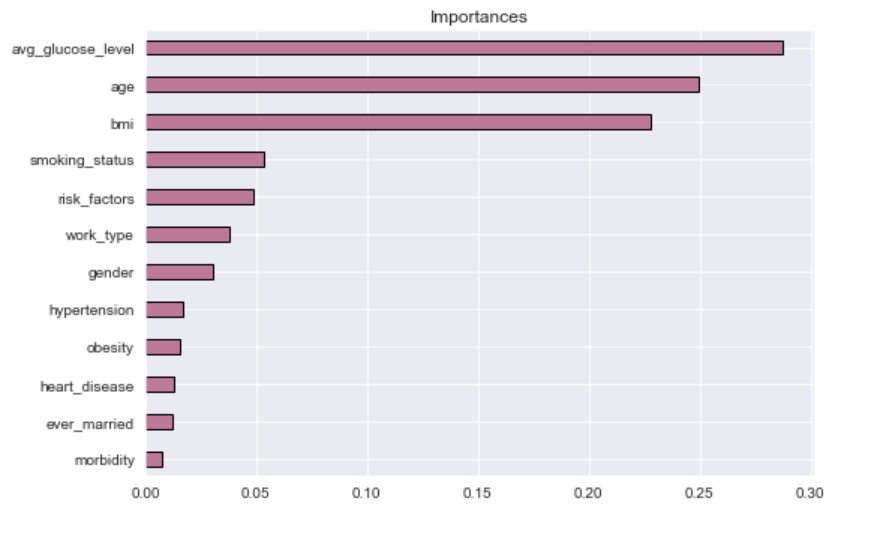 Importances
avg_glucose_level
age
bmi
smoking_status
risk_factors
work_type
gender
hypertension
obesity
heart_disease
ever_married
morbidity
0.00 0.05 0.10 0.15 0.20 0.25 0.30